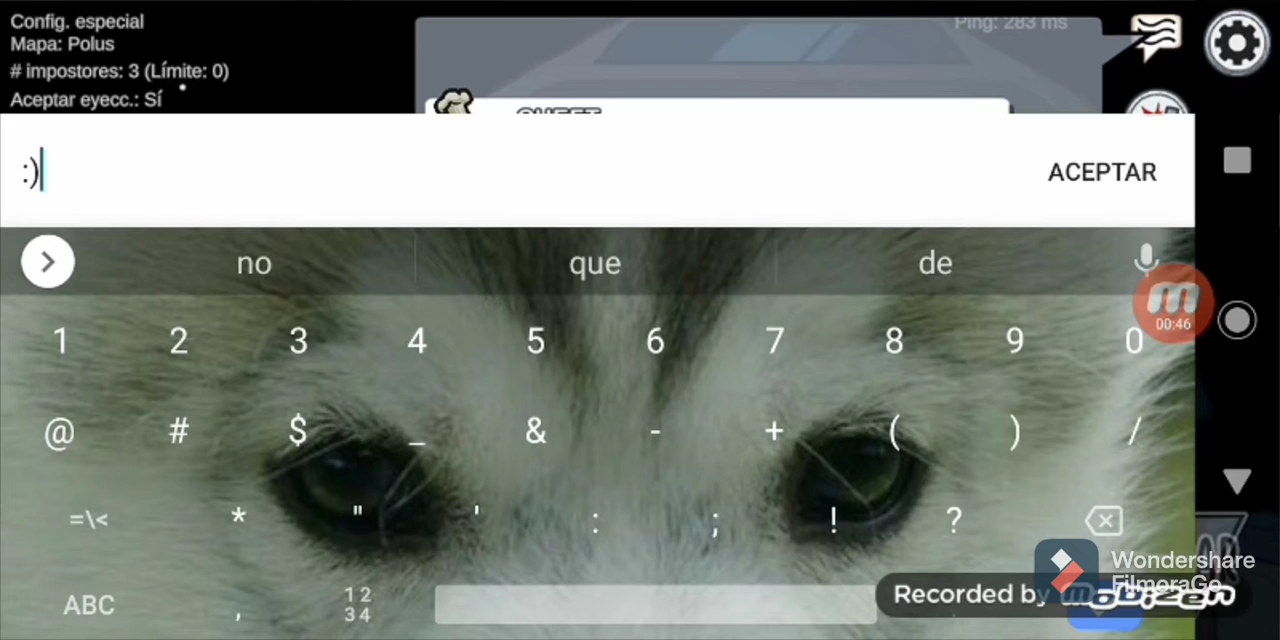 Config. especial
Ping: 283 ms
Mapa: Polus
# impostores: 3 (Límite: 0)
Aceptar eyecc.: Sí
:)
ACEPTAR
no que de
00:46
1 2 3 4 5 6 7 8 9 0
@ # $ _ & - + ( ) /
=\< * " ' : ; ! ?
Wondershare
FilmoraGo
ABC , 12
34
Recorded by mobizen